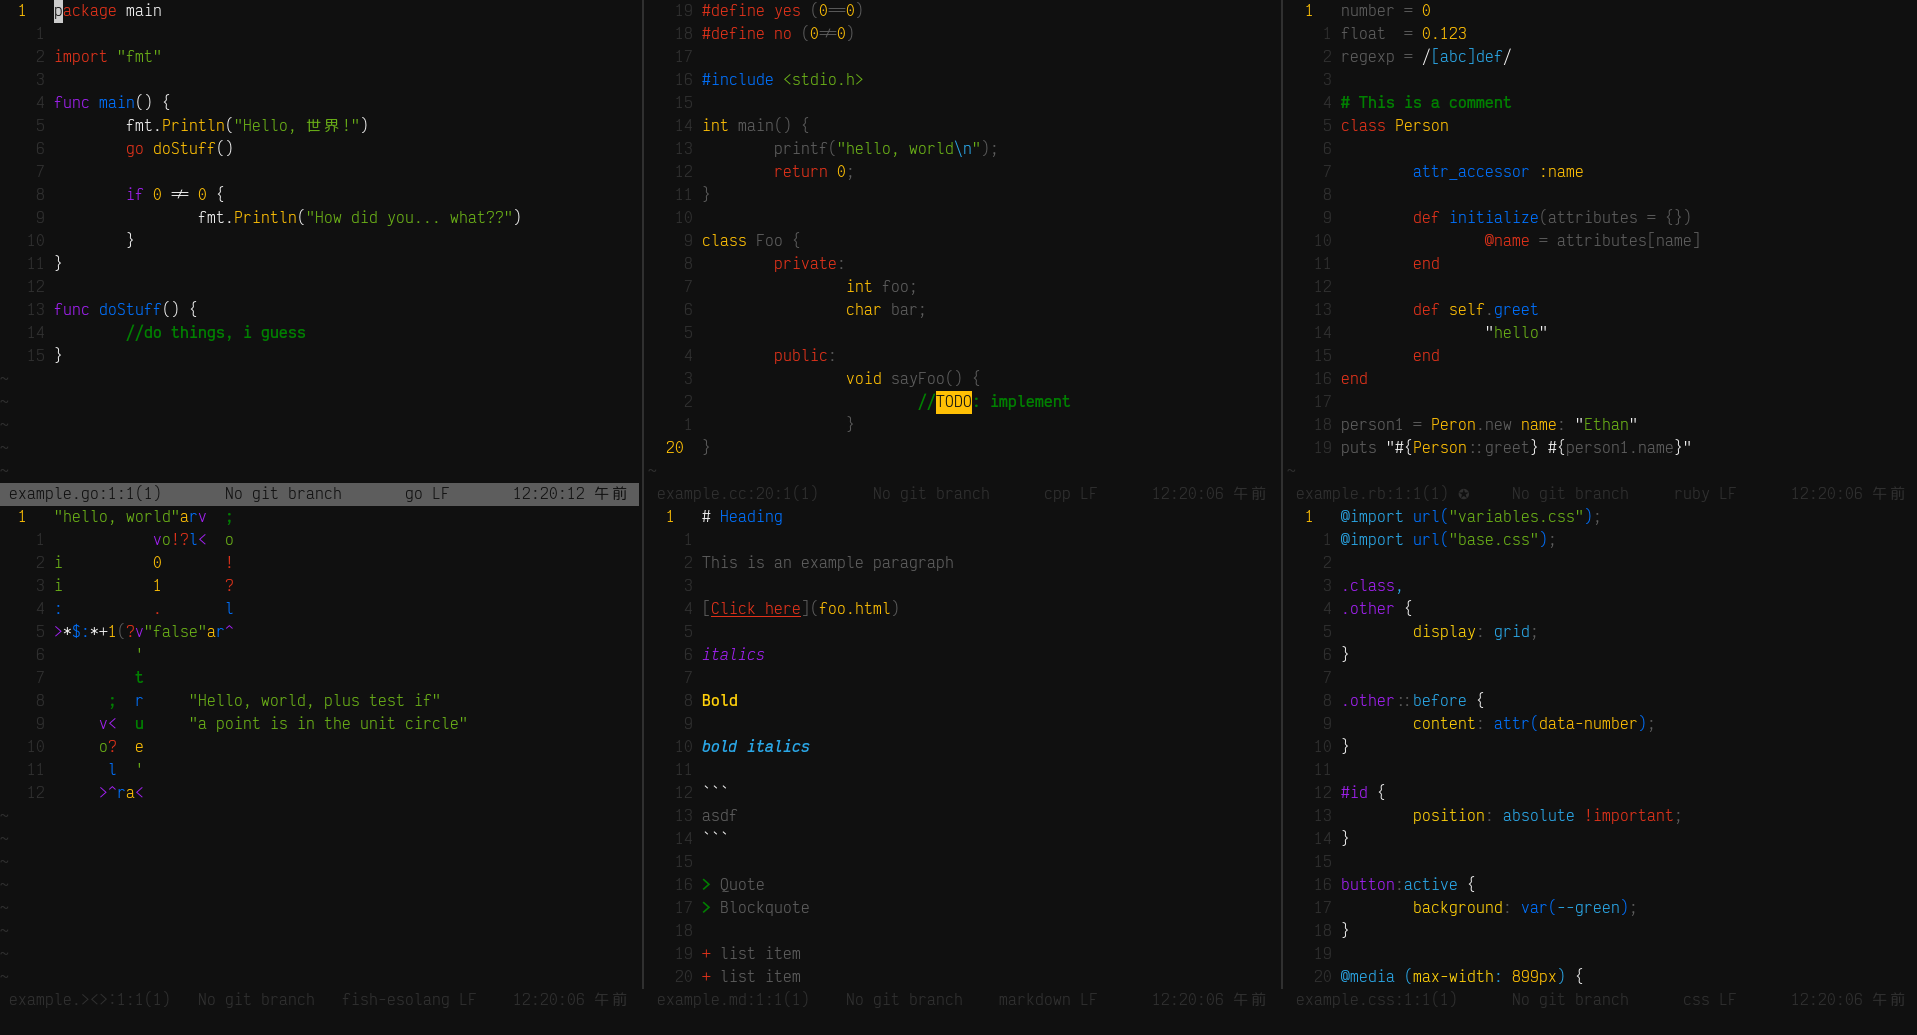 1 package main
1
2 import "fmt"
3
4 func main() {
5 fmt.Println("Hello, 世界!")
6 go doStuff()
7
8 if 0 ≠ 0 {
9 fmt.Println("How did you... what??")
10 }
11 }
12
13 func doStuff() {
14 //do things, i guess
15 }
~
~
~
~
~
example.go:1:1(1) No git branch go LF 12:20:12 午前
19 #define yes (0==0)
18 #define no (0≠0)
17
16 #include <stdio.h>
15
14 int main() {
13 printf("hello, world\n");
12 return 0;
11 }
10
9 class Foo {
8 private:
7 int foo;
6 char bar;
5
4 public:
3 void sayFoo() {
2 //TODO: implement
1 }
20 }
~
example.cc:20:1(1) No git branch cpp LF 12:20:06 午前
1 number = 0
1 float = 0.123
2 regexp = /[abc]def/
3
4 # This is a comment
5 class Person
6
7 attr_accessor :name
8
9 def initialize(attributes = {})
10 @name = attributes[name]
11 end
12
13 def self.greet
14 "hello"
15 end
16 end
17
18 person1 = Peron.new name: "Ethan"
19 puts "#{Person::greet} #{person1.name}"
~
example.rb:1:1(1) ✪ No git branch ruby LF 12:20:06 午前
1 "hello, world"arv ;
1 vo!?l< o
2 i 0 !
3 i 1 ?
4 : . l
5 >*$:*+1(?v"false"ar^
6 '
7 t
8 ; r "Hello, world, plus test if"
9 v< u "a point is in the unit circle"
10 o? e
11 l '
12 >^ra<
~
~
~
~
~
~
~
~
example.><>:1:1(1) No git branch fish-esolang LF 12:20:06 午前
1 # Heading
1
2 This is an example paragraph
3
4 [Click here](foo.html)
5
6 italics
7
8 Bold
9
10 bold italics
11
12 ```
13 asdf
14 ```
15
16 > Quote
17 > Blockquote
18
19 + list item
20 + list item
example.md:1:1(1) No git branch markdown LF 12:20:06 午前
1 @import url("variables.css");
1 @import url("base.css");
2
3 .class,
4 .other {
5 display: grid;
6 }
7
8 .other::before {
9 content: attr(data-number);
10 }
11
12 #id {
13 position: absolute !important;
14 }
15
16 button:active {
17 background: var(--green);
18 }
19
20 @media (max-width: 899px) {
example.css:1:1(1) No git branch css LF 12:20:06 午前